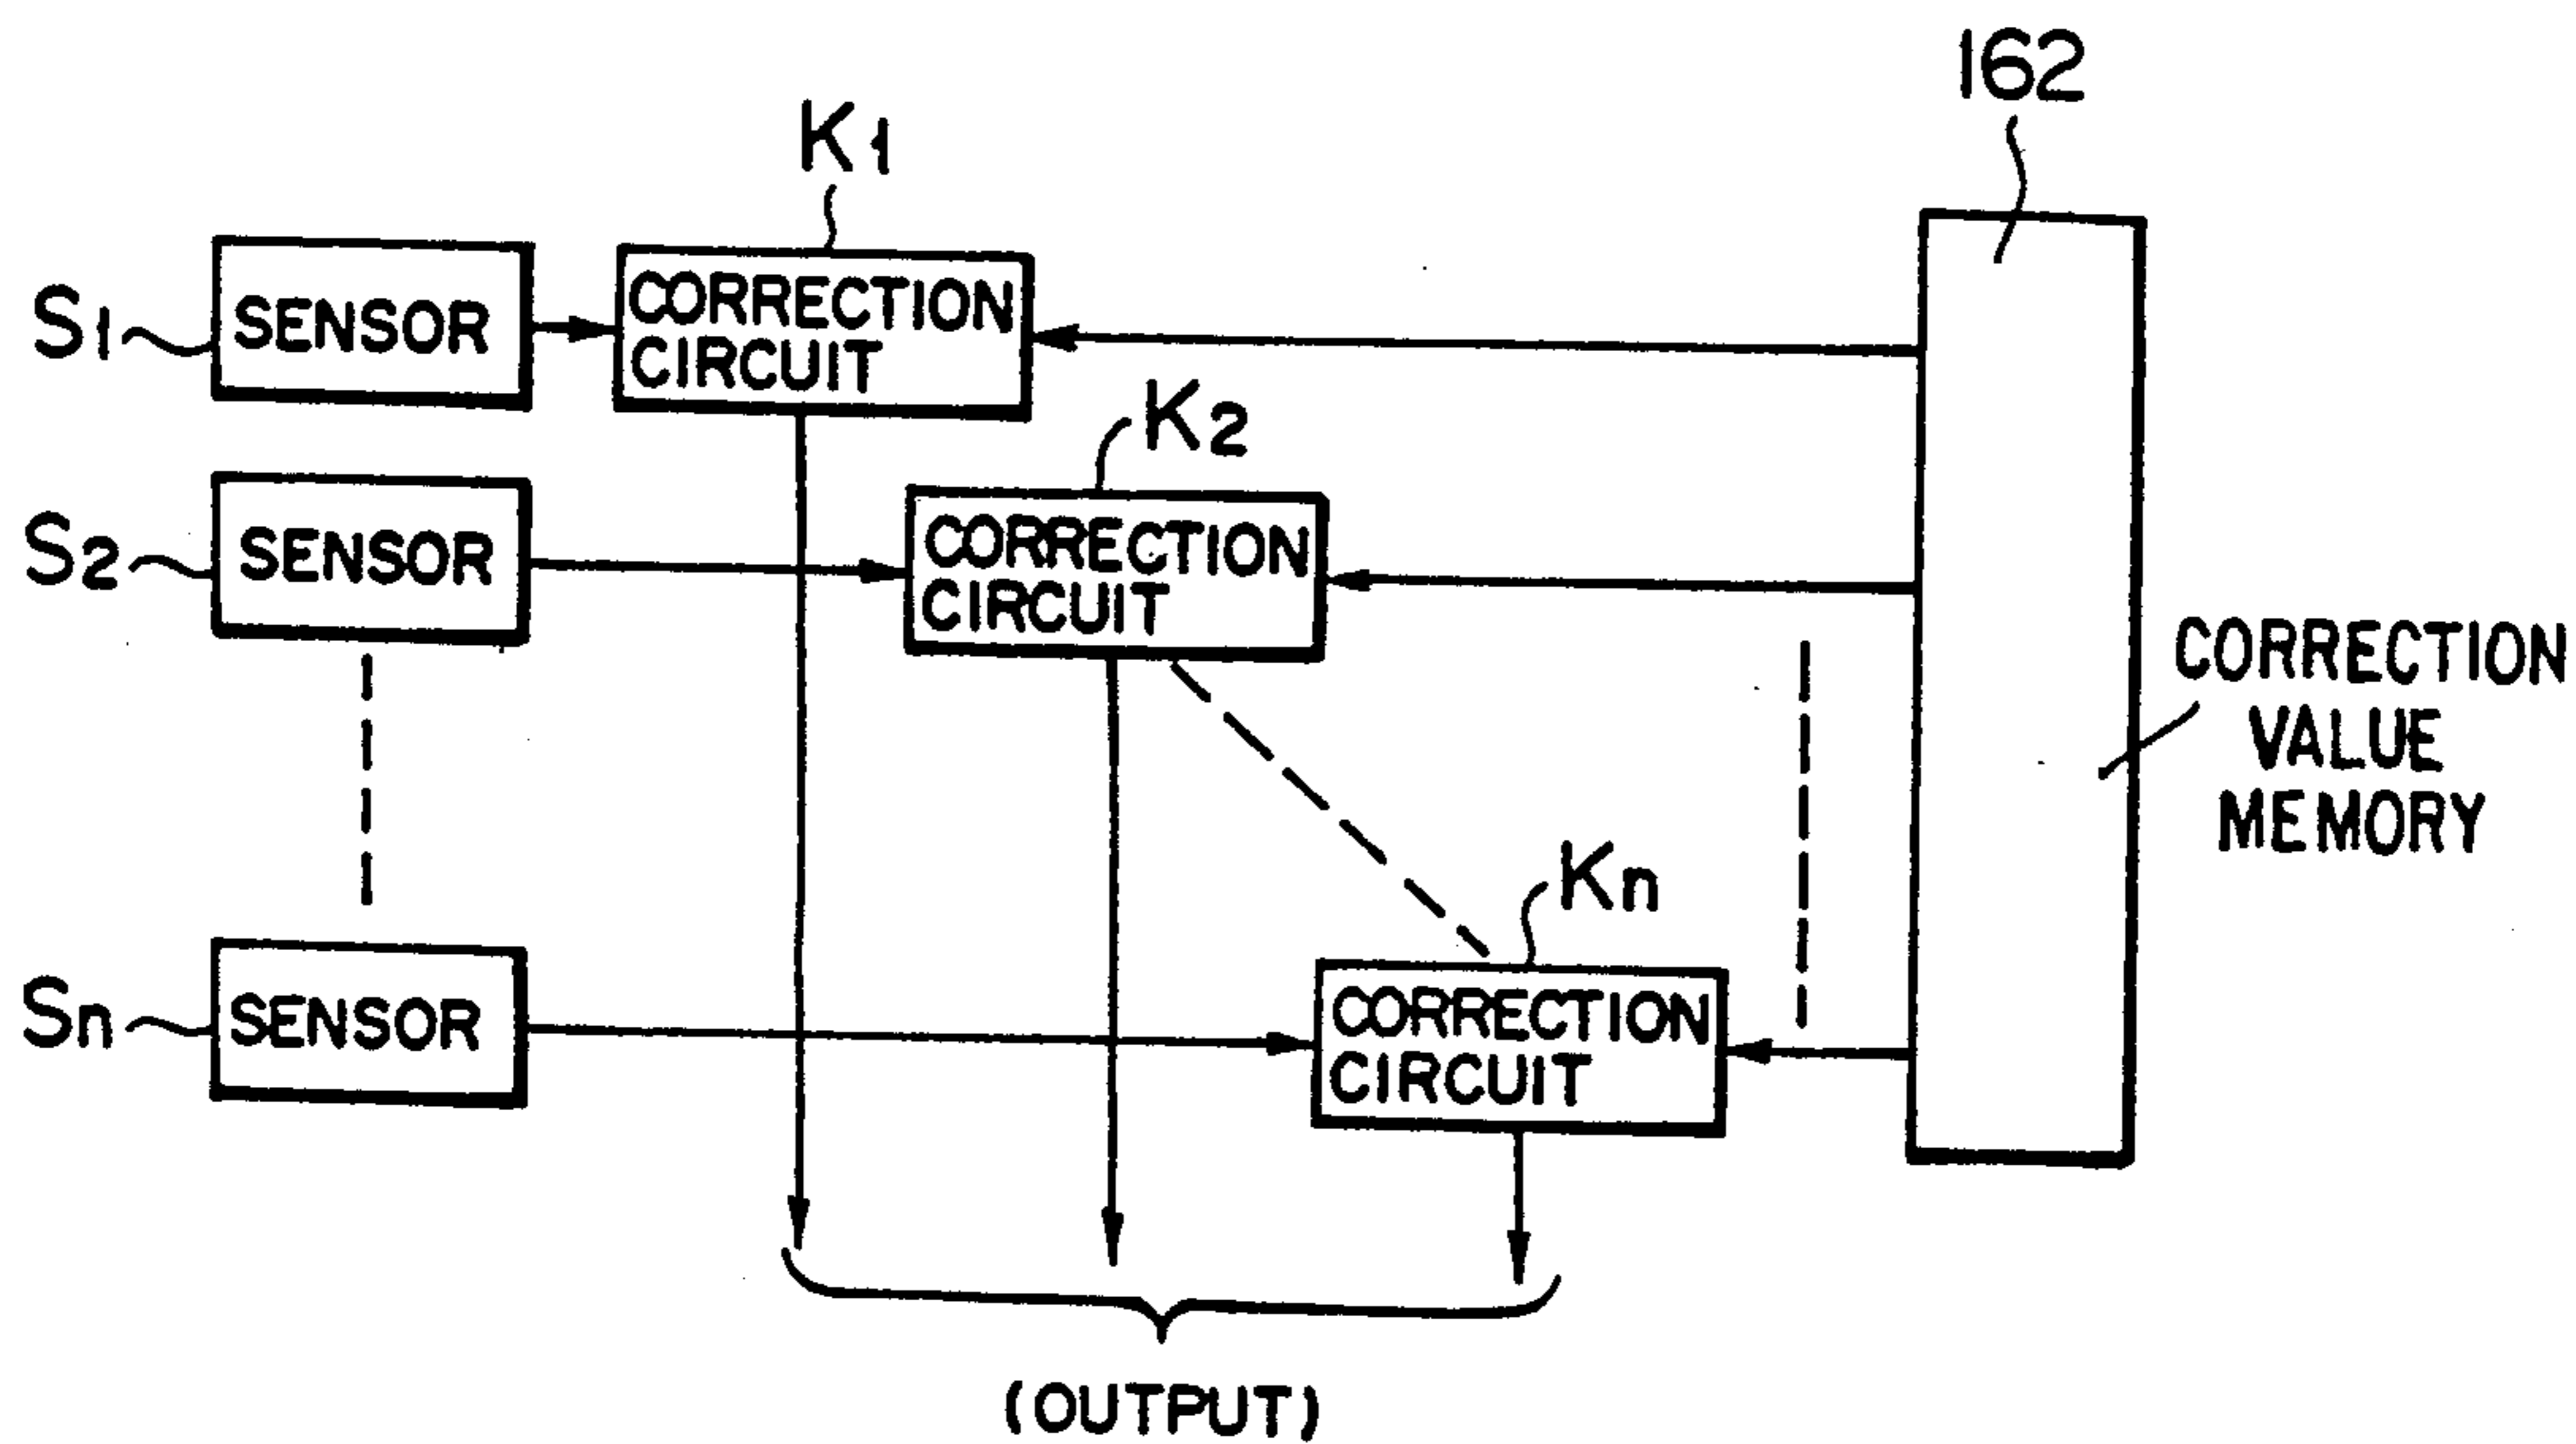 162
K1
S1
SENSOR
CORRECTION
CIRCUIT
K2
S2
SENSOR
CORRECTION
CIRCUIT
CORRECTION
VALUE
MEMORY
Kn
Sn
SENSOR
CORRECTION
CIRCUIT
(OUTPUT)